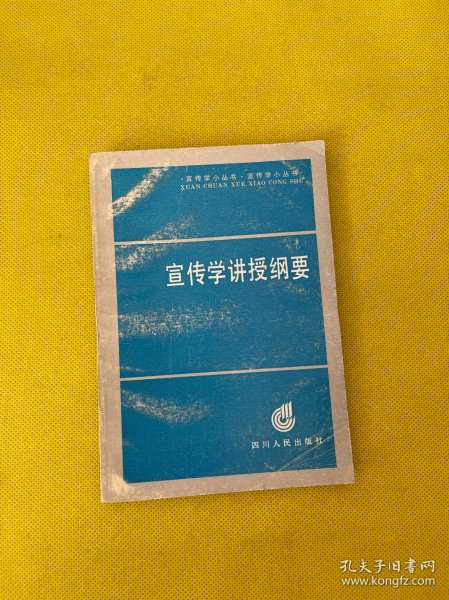 ·宣传学小丛书·宣传学小丛书·
XUAN CHUAN XUE XIAO CONG SHU
宣传学讲授纲要
四川人民出版社
孔夫子旧书网
www.kongfz.com